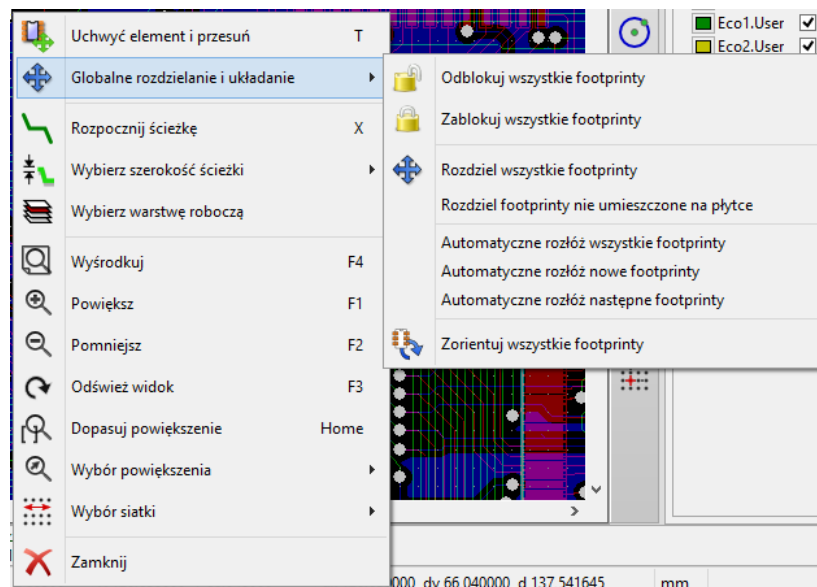 Uchwyć element i przesuń T
Globalne rozdzielanie i układanie
Rozpocznij ścieżkę X
Wybierz szerokość ścieżki
Wybierz warstwę roboczą
Wyśrodkuj F4
Powiększ F1
Pomniejsz F2
Odśwież widok F3
Dopasuj powiększenie Home
Wybór powiększenia
Wybór siatki
Zamknij
Odblokuj wszystkie footprinty
Zablokuj wszystkie footprinty
Rozdziel wszystkie footprinty
Rozdziel footprinty nie umieszczone na płytce
Automatyczne rozłóż wszystkie footprinty
Automatyczne rozłóż nowe footprinty
Automatyczne rozłóż następne footprinty
Zorientuj wszystkie footprinty
Eco1.User
Eco2.User
dy 66,040000 d 137,541645 mm